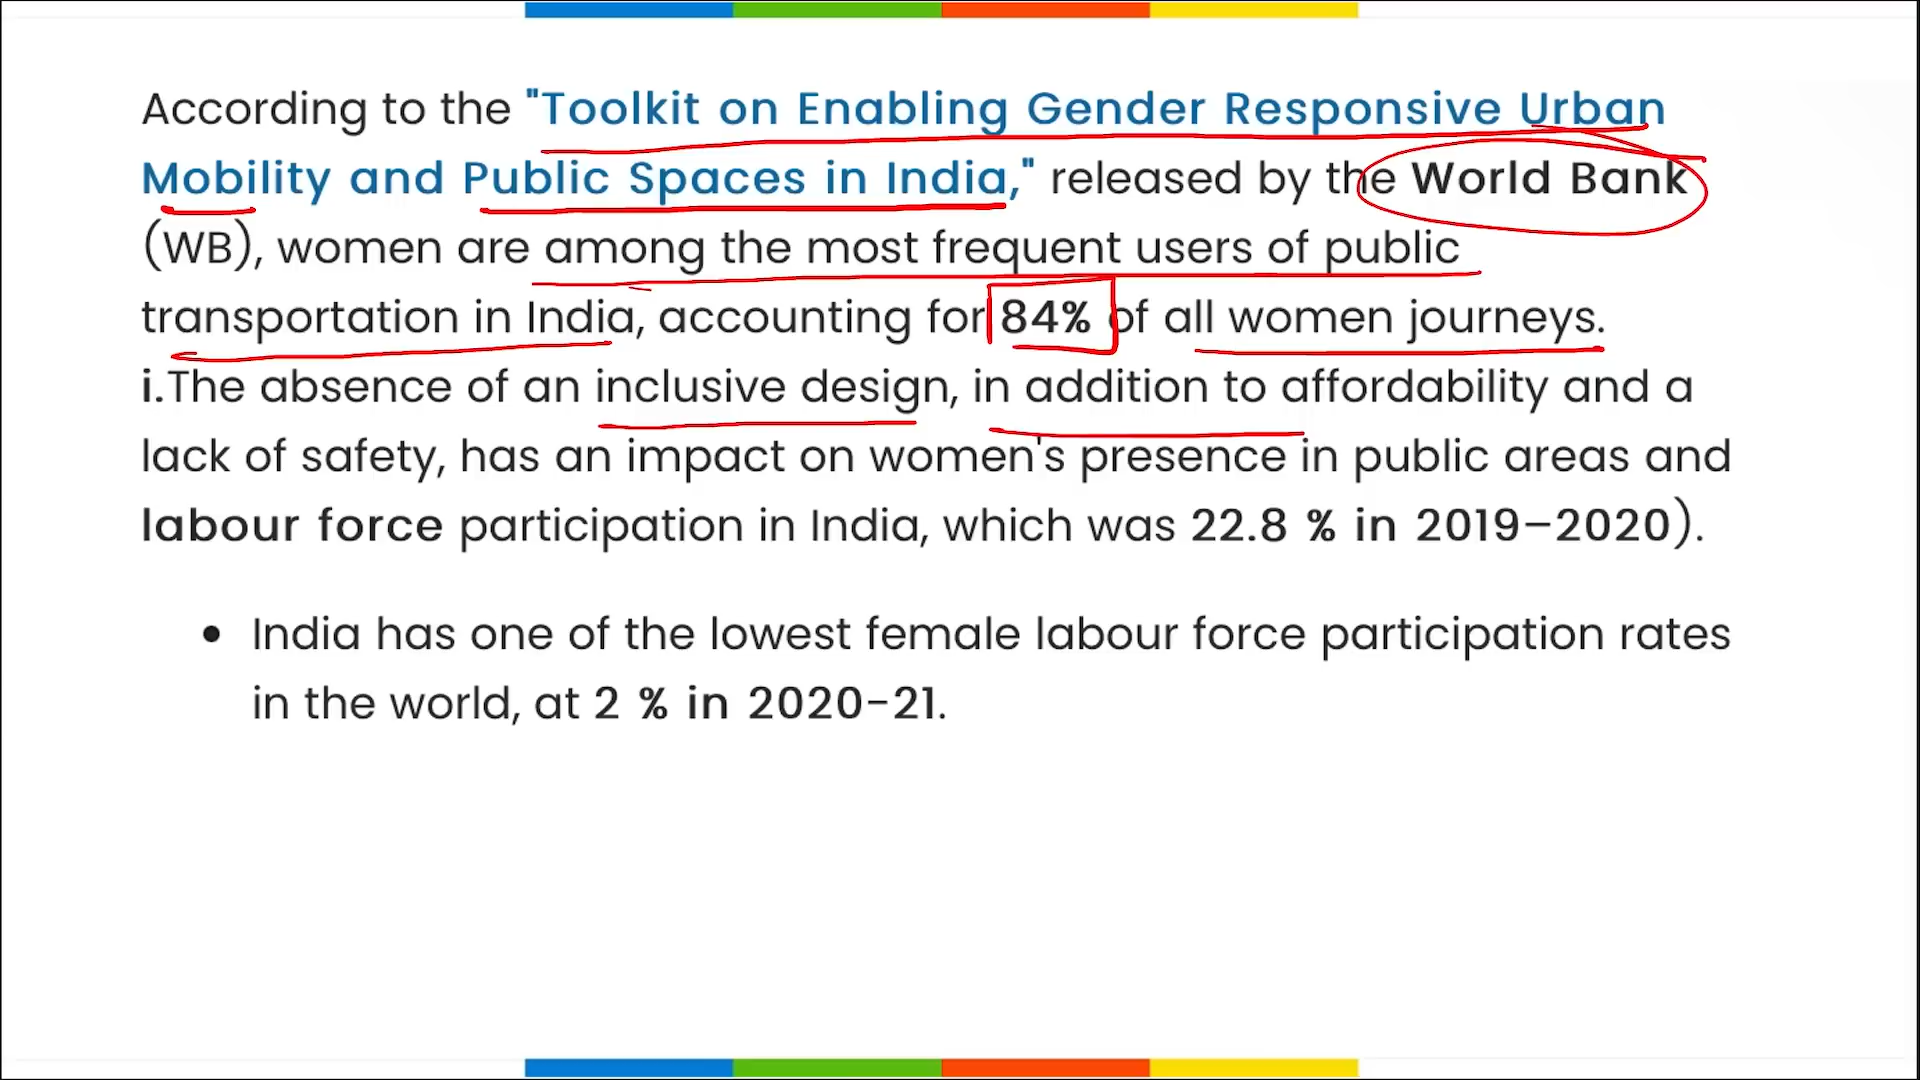 According to the "Toolkit on Enabling Gender Responsive Urban
Mobility and Public Spaces in India," released by the World Bank
(WB), women are among the most frequent users of public
transportation in India, accounting for 84% of all women journeys.
i.The absence of an inclusive design, in addition to affordability and a
lack of safety, has an impact on women's presence in public areas and
labour force participation in India, which was 22.8 % in 2019–2020).
• India has one of the lowest female labour force participation rates
in the world, at 2 % in 2020-21.